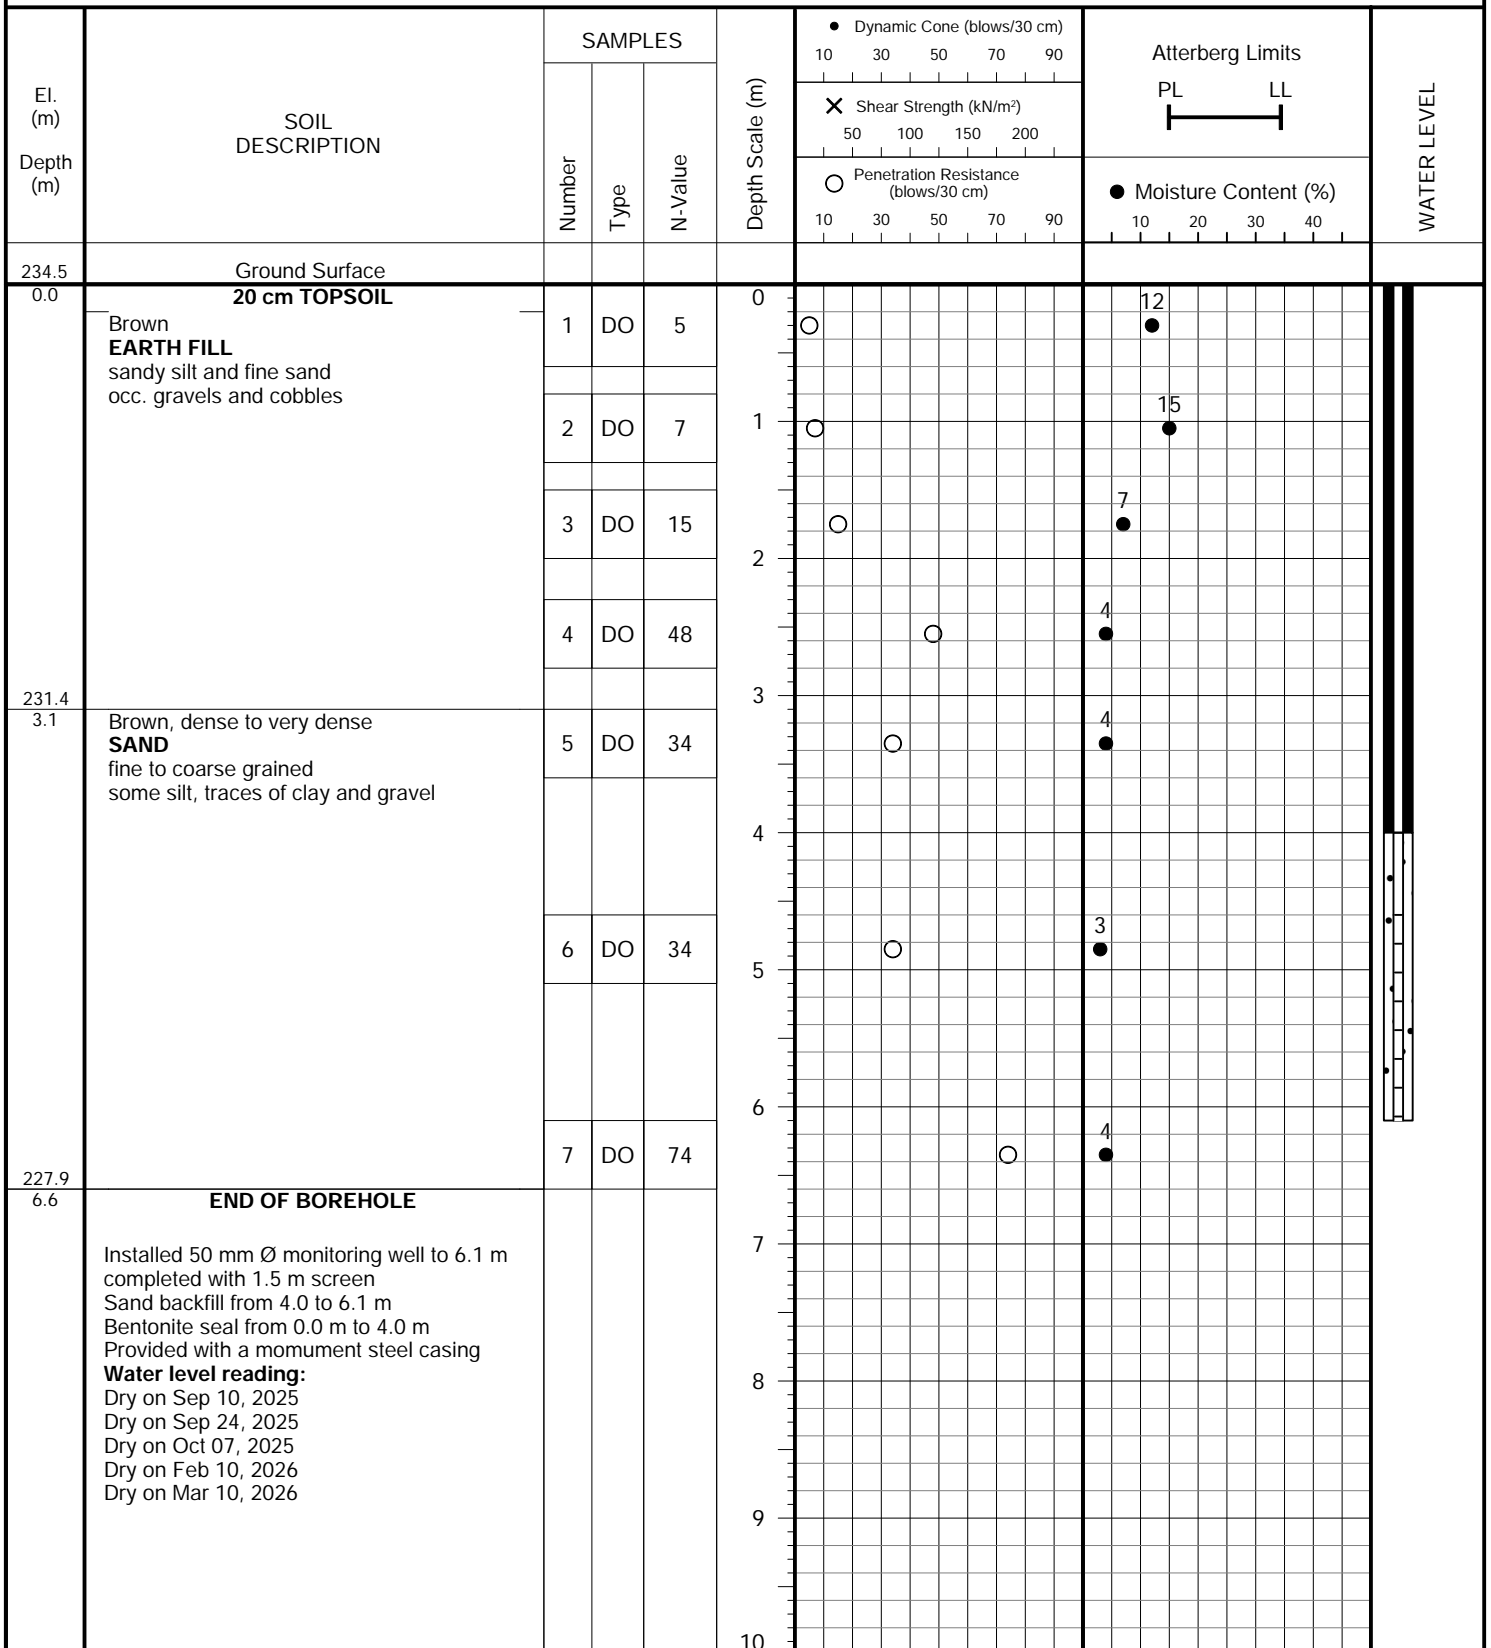 El.
(m)
Depth
(m)
SOIL
DESCRIPTION
SAMPLES
Number
Type
N-Value
Depth Scale (m)
Dynamic Cone (blows/30 cm)
10 30 50 70 90
Shear Strength (kN/m²)
50 100 150 200
Penetration Resistance
(blows/30 cm)
10 30 50 70 90
Atterberg Limits
PL LL
Moisture Content (%)
10 20 30 40
WATER LEVEL
234.5 Ground Surface
0.0 20 cm TOPSOIL
Brown
EARTH FILL
sandy silt and fine sand
occ. gravels and cobbles
1 DO 5
2 DO 7
3 DO 15
4 DO 48
231.4
3.1 Brown, dense to very dense
SAND
fine to coarse grained
some silt, traces of clay and gravel
5 DO 34
6 DO 34
7 DO 74
227.9
6.6 END OF BOREHOLE
Installed 50 mm Ø monitoring well to 6.1 m
completed with 1.5 m screen
Sand backfill from 4.0 to 6.1 m
Bentonite seal from 0.0 m to 4.0 m
Provided with a momument steel casing
Water level reading:
Dry on Sep 10, 2025
Dry on Sep 24, 2025
Dry on Oct 07, 2025
Dry on Feb 10, 2026
Dry on Mar 10, 2026
0
1
2
3
4
5
6
7
8
9
10
12
15
7
4
4
3
4